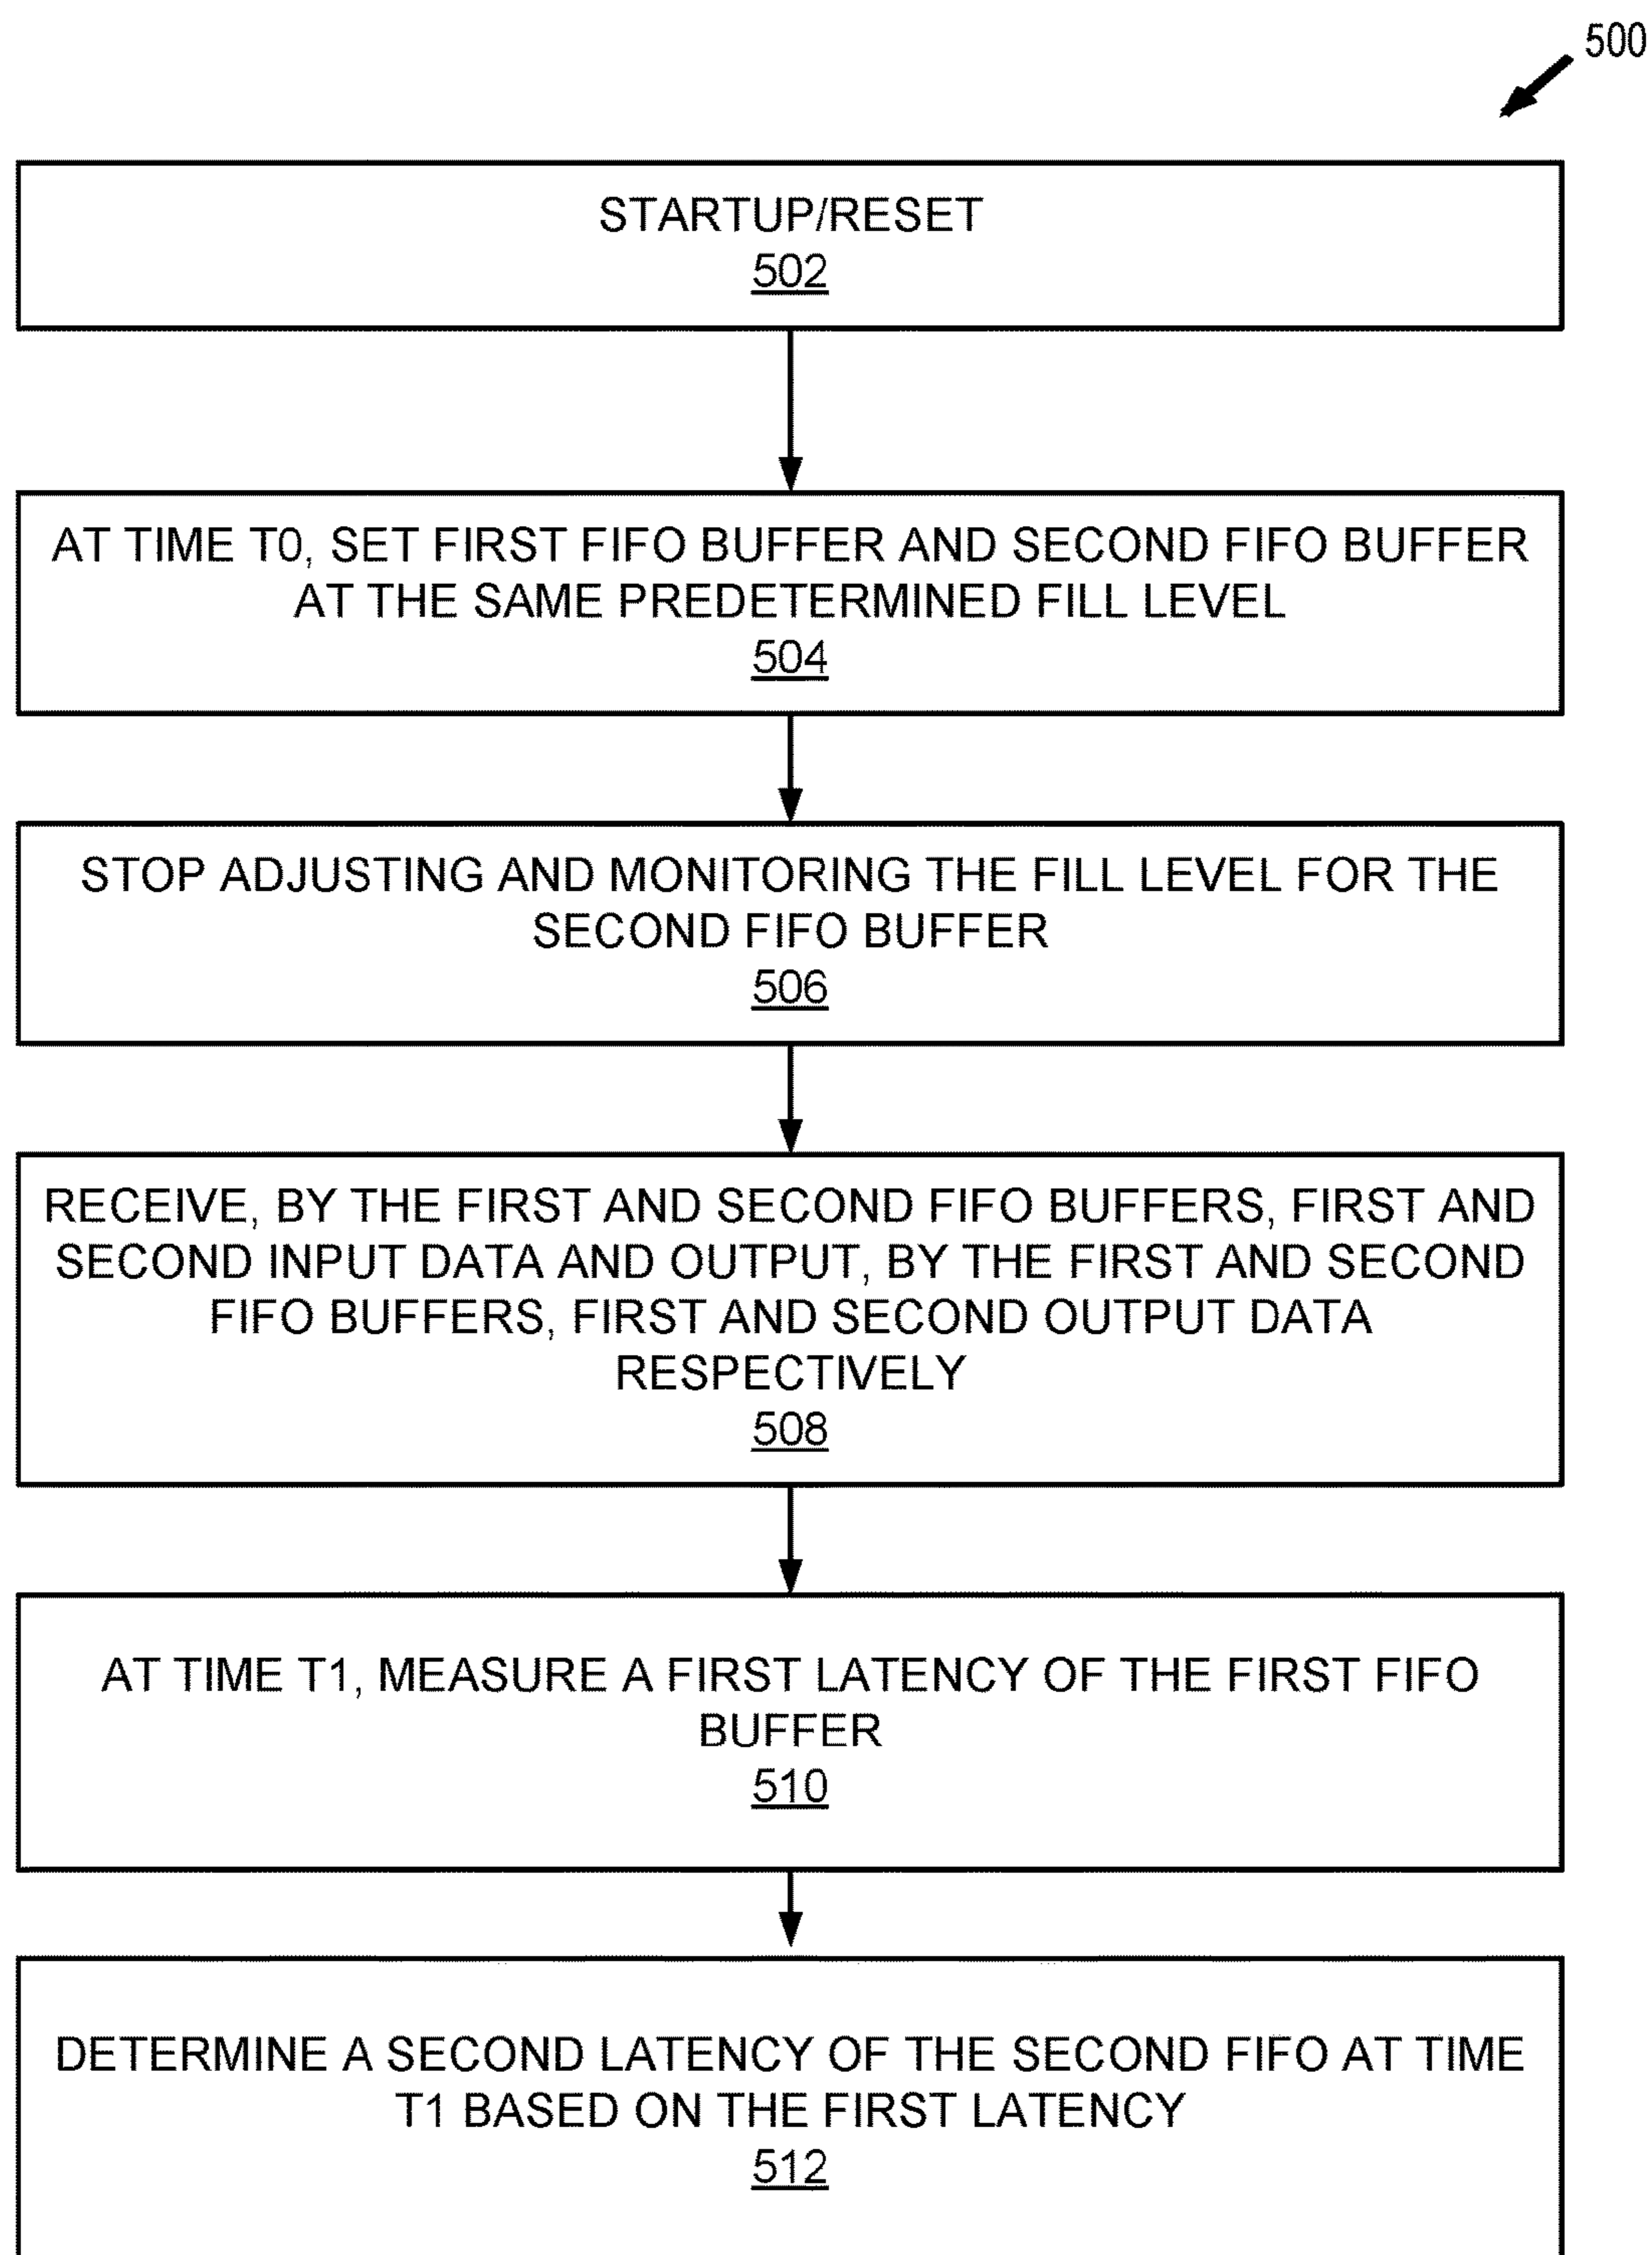 500
STARTUP/RESET
502
AT TIME T0, SET FIRST FIFO BUFFER AND SECOND FIFO BUFFER
AT THE SAME PREDETERMINED FILL LEVEL
504
STOP ADJUSTING AND MONITORING THE FILL LEVEL FOR THE
SECOND FIFO BUFFER
506
RECEIVE, BY THE FIRST AND SECOND FIFO BUFFERS, FIRST AND
SECOND INPUT DATA AND OUTPUT, BY THE FIRST AND SECOND
FIFO BUFFERS, FIRST AND SECOND OUTPUT DATA
RESPECTIVELY
508
AT TIME T1, MEASURE A FIRST LATENCY OF THE FIRST FIFO
BUFFER
510
DETERMINE A SECOND LATENCY OF THE SECOND FIFO AT TIME
T1 BASED ON THE FIRST LATENCY
512